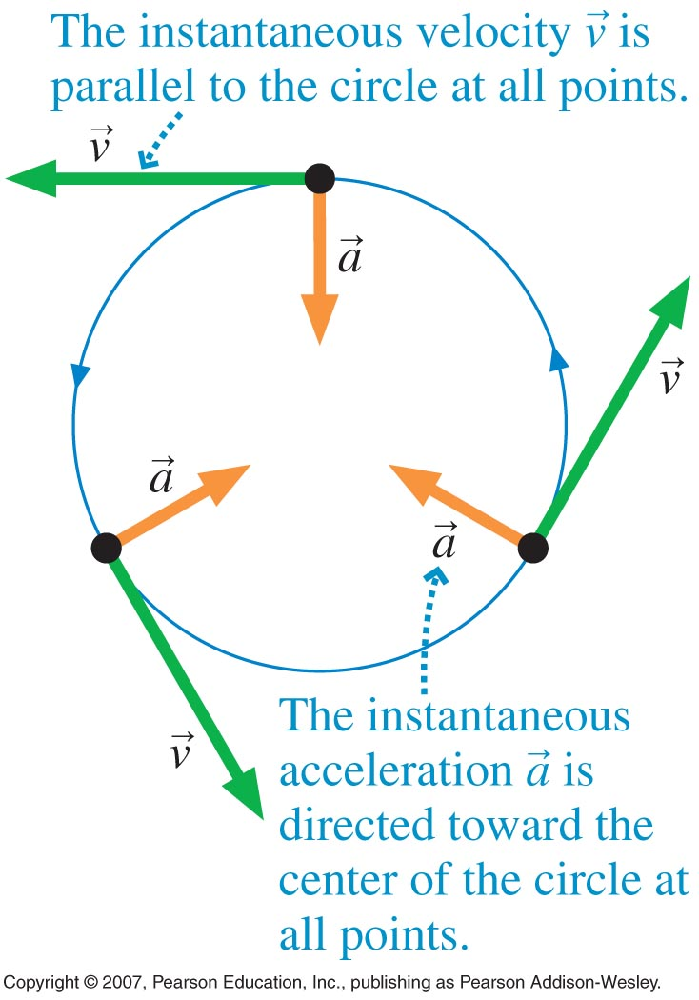 The instantaneous velocity v⃗ is
parallel to the circle at all points.
v⃗
a⃗
v⃗
a⃗
a⃗
v⃗
The instantaneous
acceleration a⃗ is
directed toward the
center of the circle at
all points.
Copyright © 2007, Pearson Education, Inc., publishing as Pearson Addison-Wesley.